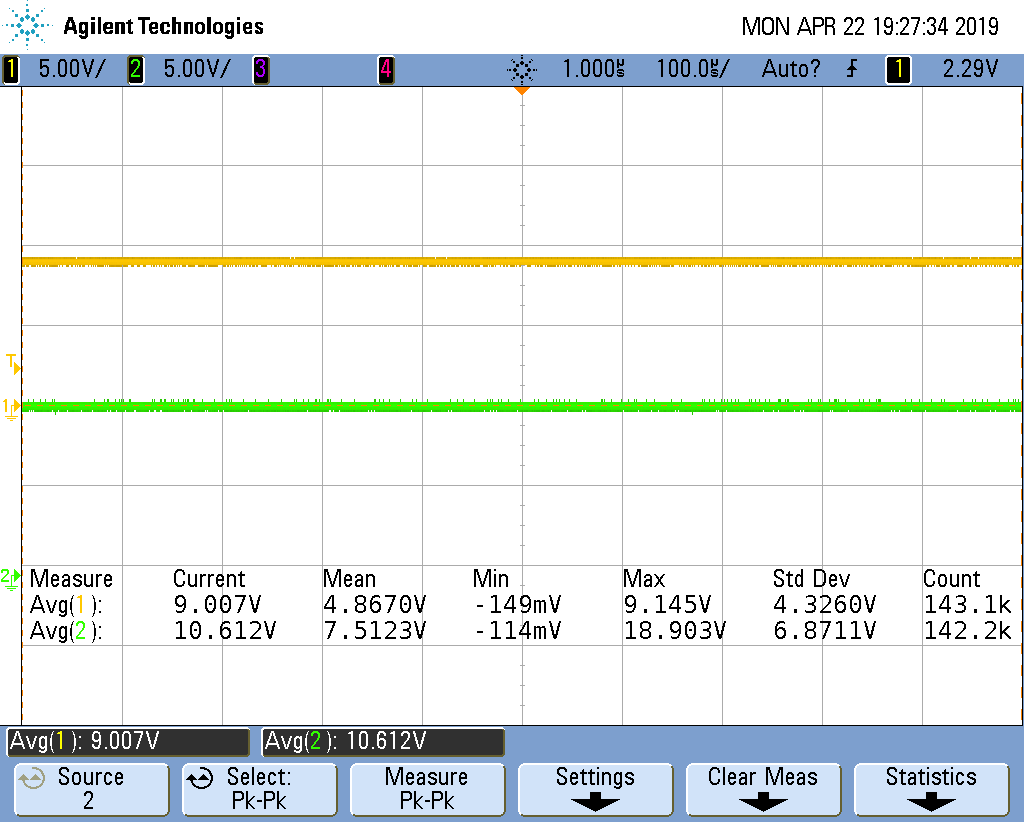 Agilent Technologies MON APR 22 19:27:34 2019
1 5.00V/ 2 5.00V/ 3 4 1.000µs 100.0µs/ Auto? 1 2.29V
T
1
2
Measure Current Mean Min Max Std Dev Count
Avg(1): 9.007V 4.8670V -149mV 9.145V 4.3260V 143.1k
Avg(2): 10.612V 7.5123V -114mV 18.903V 6.8711V 142.2k
Avg(1): 9.007V Avg(2): 10.612V
Source Select: Measure Settings Clear Meas Statistics
2 Pk-Pk Pk-Pk